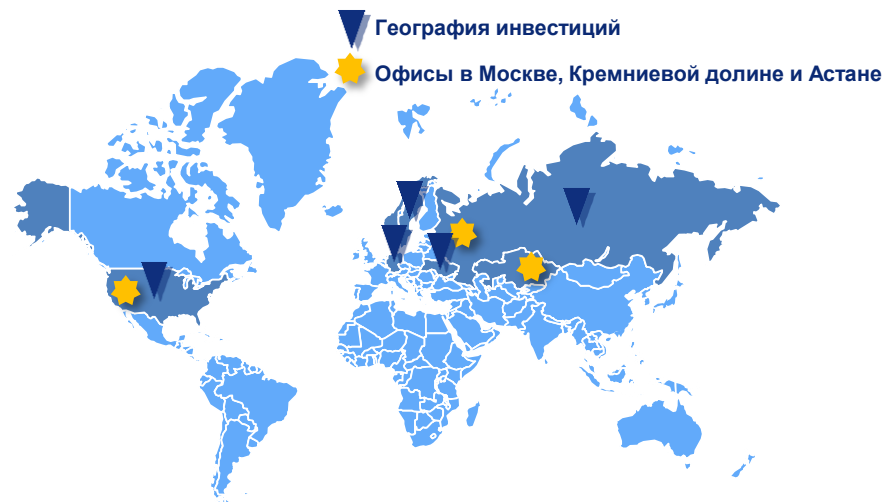 География инвестиций
Офисы в Москве, Кремниевой долине и Астане